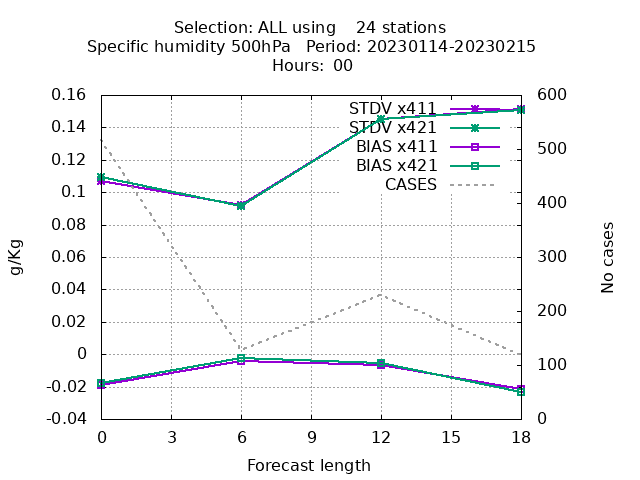 Selection: ALL using    24 stations
Specific humidity 500hPa   Period: 20230114-20230215
Hours:  00
0.16
0.14
0.12
0.1
0.08
0.06
0.04
0.02
0
-0.02
-0.04
g/Kg
STDV x411
STDV x421
BIAS x411
BIAS x421
CASES
600
500
400
300
200
100
0
No cases
0 3 6 9 12 15 18
Forecast length